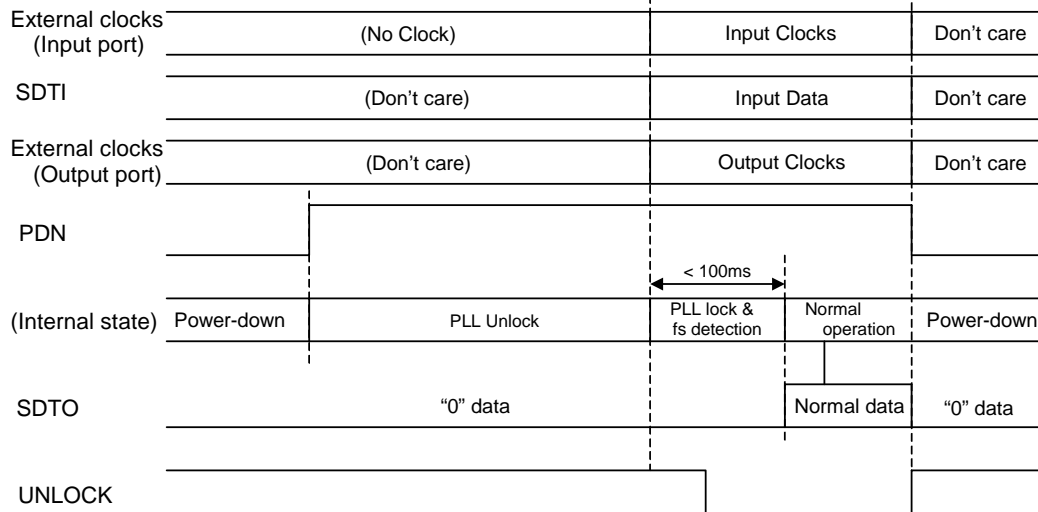 External clocks
(Input port)
(No Clock)
Input Clocks
Don’t care
SDTI
(Don’t care)
Input Data
Don’t care
External clocks
(Output port)
(Don’t care)
Output Clocks
Don’t care
PDN
< 100ms
(Internal state)
Power-down
PLL Unlock
PLL lock &
fs detection
Normal
operation
Power-down
SDTO
“0” data
Normal data
“0” data
UNLOCK